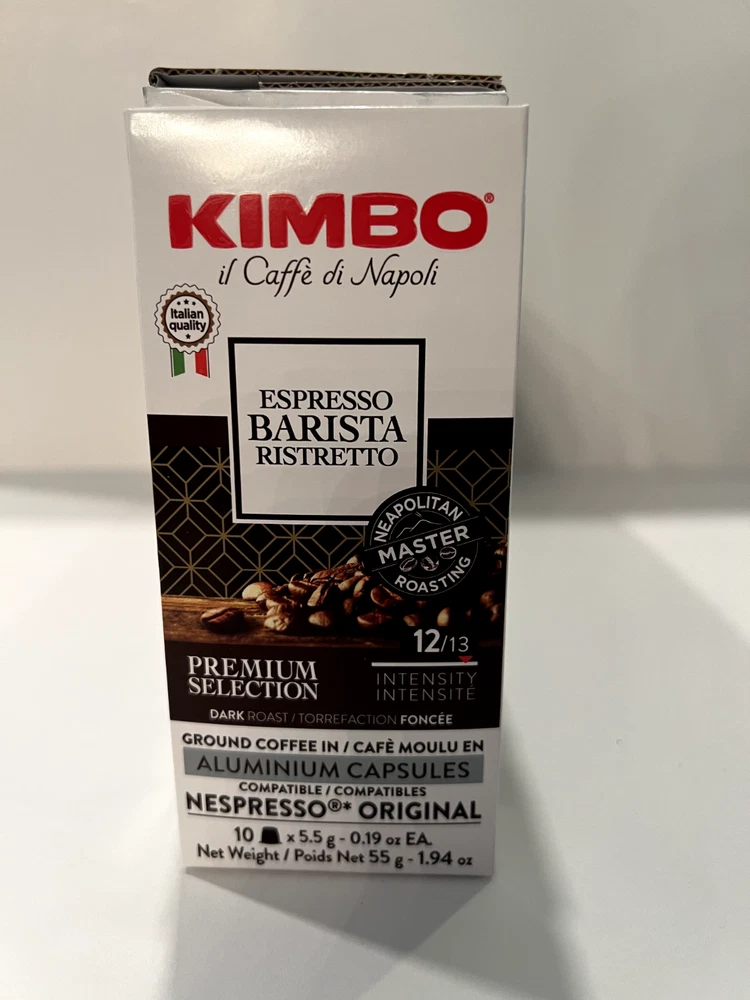 KIMBO®
il Caffè di Napoli
Italian
quality
ESPRESSO
BARISTA
RISTRETTO
NEAPOLITAN
MASTER
ROASTING
12/13
INTENSITY
INTENSITÉ
PREMIUM
SELECTION
DARK ROAST / TORREFACTION FONCÉE
GROUND COFFEE IN / CAFÈ MOULU EN
ALUMINIUM CAPSULES
COMPATIBLE / COMPATIBLES
NESPRESSO®* ORIGINAL
10 x 5.5 g - 0.19 oz EA.
Net Weight / Poids Net 55 g - 1.94 oz